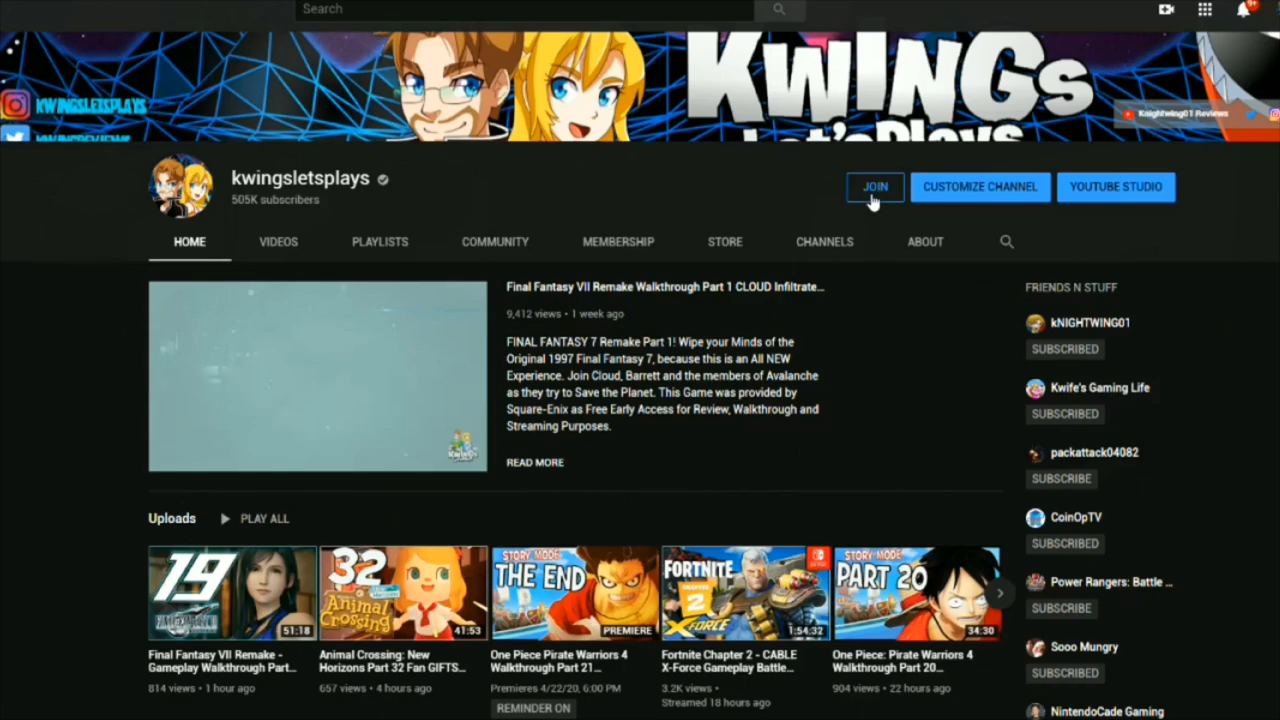 Search
9+
KWINGs
Let'sPlays
KWINGSLETSPLAYS
KWINGREVIEWS
Knightwing01 Reviews
kwingsletsplays
505K subscribers
JOIN
CUSTOMIZE CHANNEL
YOUTUBE STUDIO
HOME
VIDEOS
PLAYLISTS
COMMUNITY
MEMBERSHIP
STORE
CHANNELS
ABOUT
Final Fantasy VII Remake Walkthrough Part 1 CLOUD Infiltrate...
9,412 views • 1 week ago
FINAL FANTASY 7 Remake Part 1! Wipe your Minds of the
Original 1997 Final Fantasy 7, because this is an All NEW
Experience. Join Cloud, Barrett and the members of Avalanche
as they try to Save the Planet. This Game was provided by
Square-Enix as Free Early Access for Review, Walkthrough and
Streaming Purposes.
READ MORE
FRIENDS N STUFF
kNIGHTWING01
SUBSCRIBED
Kwife's Gaming Life
SUBSCRIBED
packattack04082
SUBSCRIBE
CoinOpTV
SUBSCRIBED
Power Rangers: Battle ...
SUBSCRIBE
Sooo Mungry
SUBSCRIBED
NintendoCade Gaming
Uploads
PLAY ALL
19
51:18
Final Fantasy VII Remake -
Gameplay Walkthrough Part...
814 views • 1 hour ago
32
Animal
Crossing
41:53
Animal Crossing: New
Horizons Part 32 Fan GIFTS...
657 views • 4 hours ago
STORY MODE
THE END
PREMIERE
One Piece Pirate Warriors 4
Walkthrough Part 21...
Premieres 4/22/20, 6:00 PM
REMINDER ON
FORTNITE
CHAPTER
2
X-FORCE
1:54:32
Fortnite Chapter 2 - CABLE
X-Force Gameplay Battle...
3.2K views •
Streamed 18 hours ago
STORY MODE
PART 20
34:30
One Piece: Pirate Warriors 4
Walkthrough Part 20...
904 views • 22 hours ago